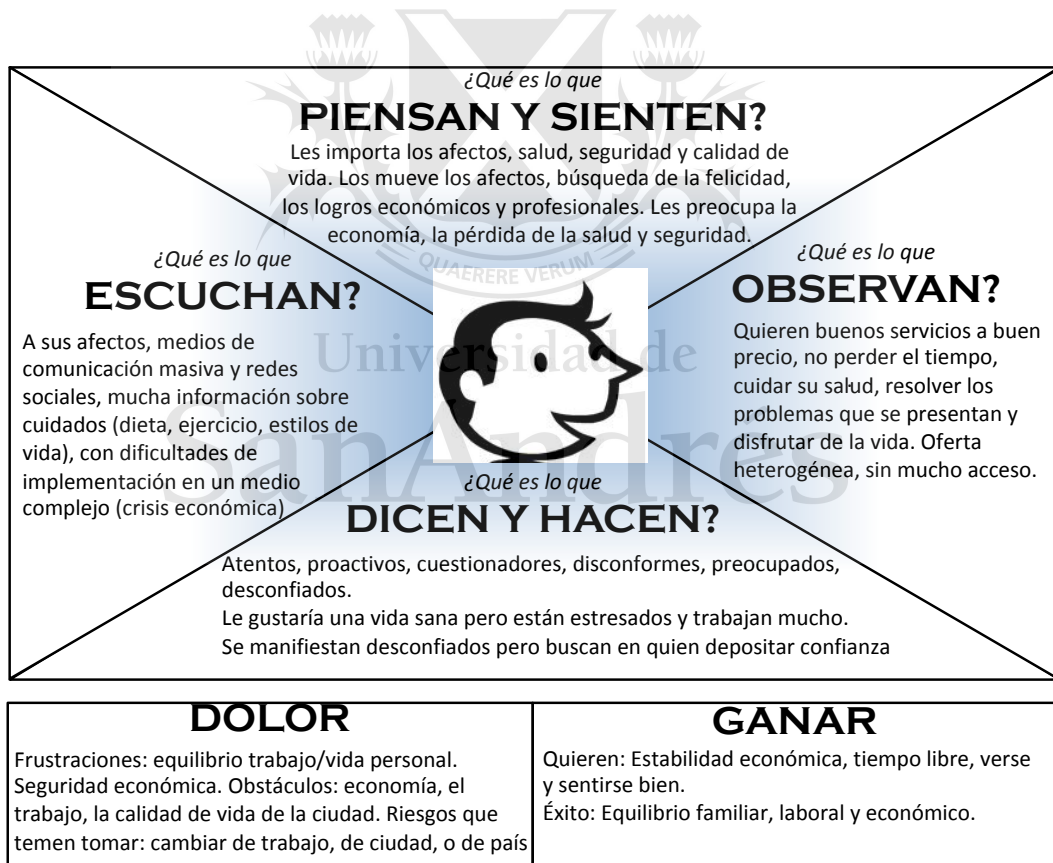 ¿Qué es lo que
PIENSAN Y SIENTEN?
Les importa los afectos, salud, seguridad y calidad de
vida. Los mueve los afectos, búsqueda de la felicidad,
los logros económicos y profesionales. Les preocupa la
economía, la pérdida de la salud y seguridad.
QUAERERE VERUM
¿Qué es lo que
ESCUCHAN?
A sus afectos, medios de
comunicación masiva y redes
sociales, mucha información sobre
cuidados (dieta, ejercicio, estilos de
vida), con dificultades de
implementación en un medio
complejo (crisis económica)
¿Qué es lo que
OBSERVAN?
Quieren buenos servicios a buen
precio, no perder el tiempo,
cuidar su salud, resolver los
problemas que se presentan y
disfrutar de la vida. Oferta
heterogénea, sin mucho acceso.
Universidad de
SanAndrés
¿Qué es lo que
DICEN Y HACEN?
Atentos, proactivos, cuestionadores, disconformes, preocupados,
desconfiados.
Le gustaría una vida sana pero están estresados y trabajan mucho.
Se manifiestan desconfiados pero buscan en quien depositar confianza
DOLOR
Frustraciones: equilibrio trabajo/vida personal.
Seguridad económica. Obstáculos: economía, el
trabajo, la calidad de vida de la ciudad. Riesgos que
temen tomar: cambiar de trabajo, de ciudad, o de país
GANAR
Quieren: Estabilidad económica, tiempo libre, verse
y sentirse bien.
Éxito: Equilibrio familiar, laboral y económico.